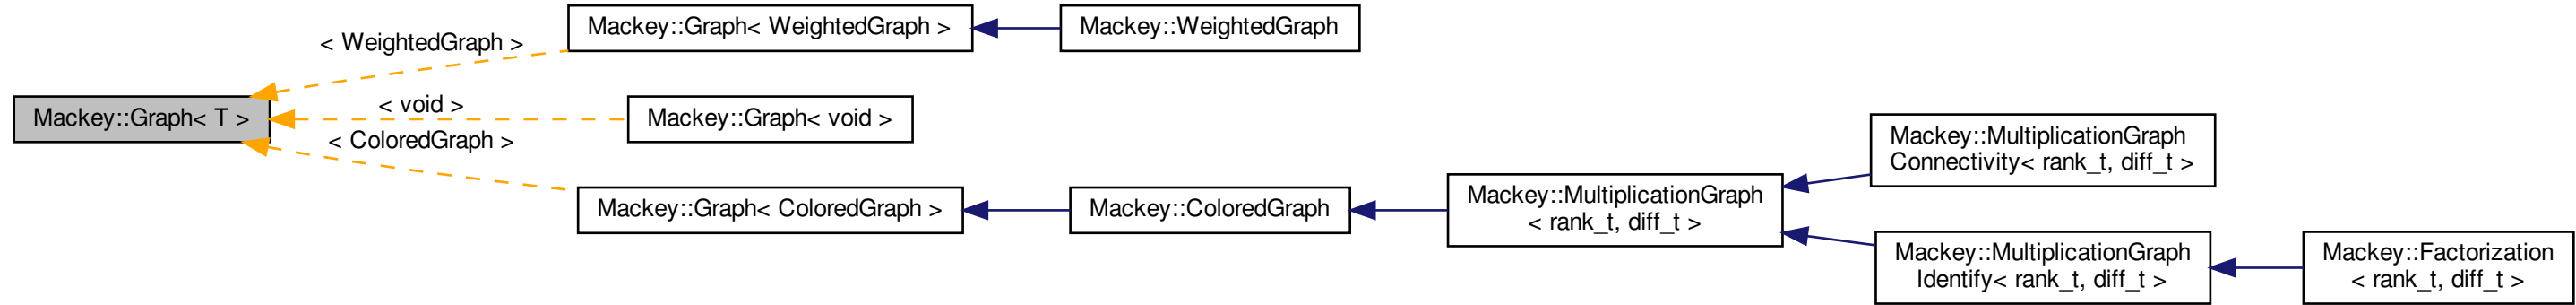 Mackey::Graph< T >
< WeightedGraph >
< void >
< ColoredGraph >
Mackey::Graph< WeightedGraph >
Mackey::WeightedGraph
Mackey::Graph< void >
Mackey::Graph< ColoredGraph >
Mackey::ColoredGraph
Mackey::MultiplicationGraph
< rank_t, diff_t >
Mackey::MultiplicationGraph
Connectivity< rank_t, diff_t >
Mackey::MultiplicationGraph
Identify< rank_t, diff_t >
Mackey::Factorization
< rank_t, diff_t >